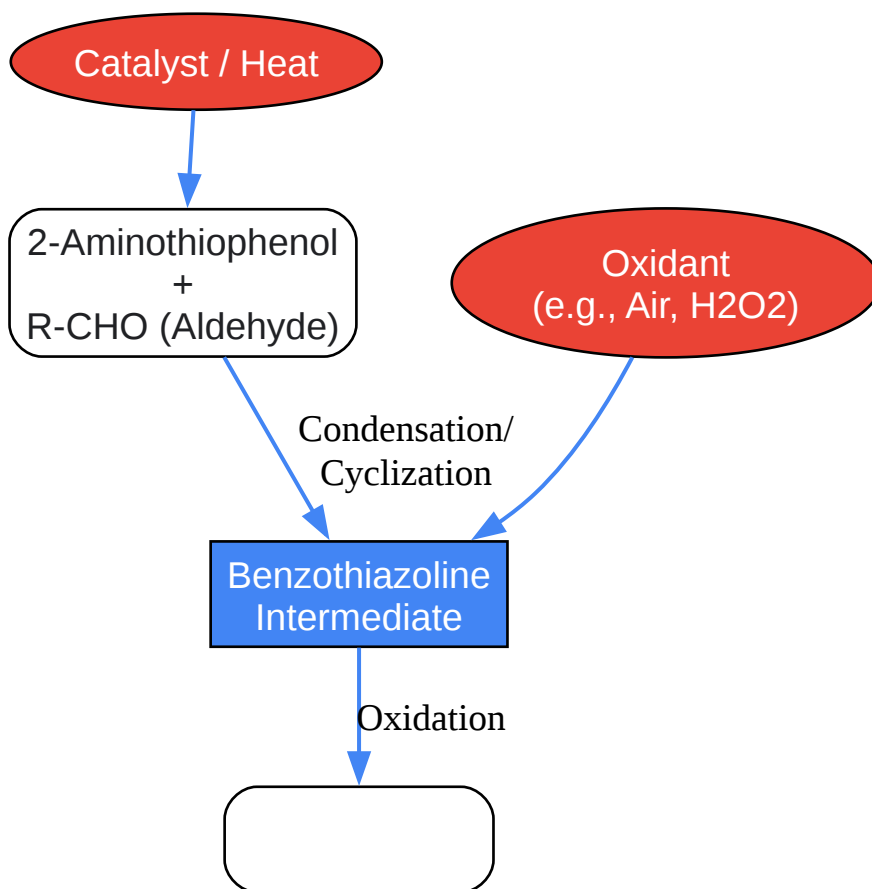 Catalyst / Heat
2-Aminothiophenol
+
R-CHO (Aldehyde)
Oxidant
(e.g., Air, H2O2)
Condensation/
Cyclization
Benzothiazoline
Intermediate
Oxidation